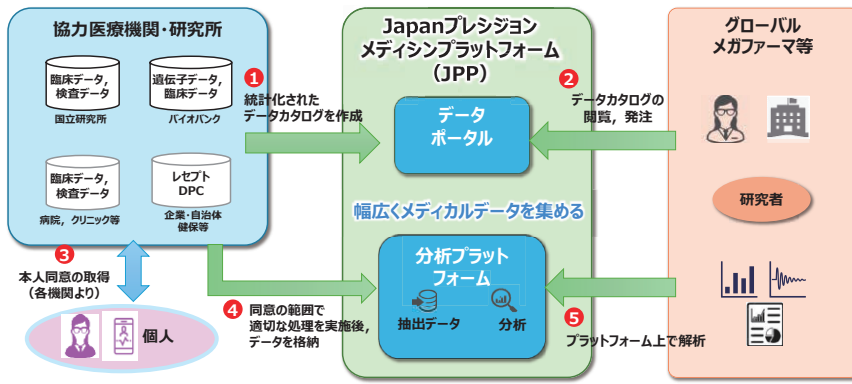 協力医療機関・研究所
臨床データ,
検査データ
国立研究所
遺伝子データ,
臨床データ
バイオバンク
臨床データ,
検査データ
病院，クリニック等
レセプト
DPC
企業・自治体
健保等
1
統計化された
データカタログを作成
Japanプレシジョン
メディシンプラットフォーム
（JPP）
データ
ポータル
幅広くメディカルデータを集める
分析プラット
フォーム
抽出データ
分析
2
データカタログの
閲覧，発注
グローバル
メガファーマ等
研究者
3
本人同意の取得
（各機関より）
個人
4
同意の範囲で
適切な処理を実施後，
データを格納
5
プラットフォーム上で解析